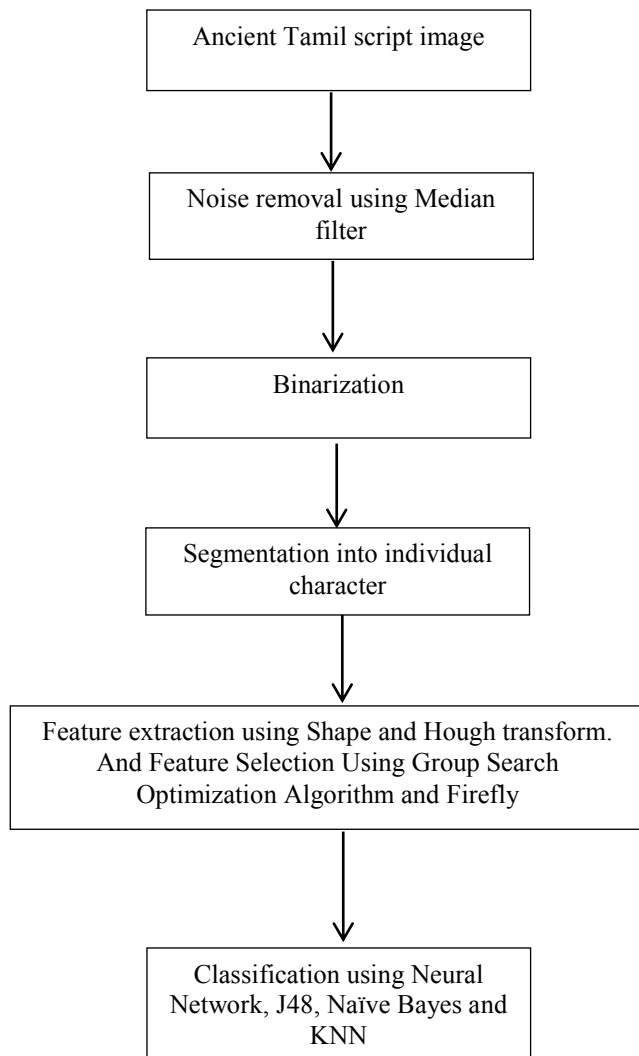 Ancient Tamil script image
Noise removal using Median
filter
Binarization
Segmentation into individual
character
Feature extraction using Shape and Hough transform.
And Feature Selection Using Group Search
Optimization Algorithm and Firefly
Classification using Neural
Network, J48, Naïve Bayes and
KNN